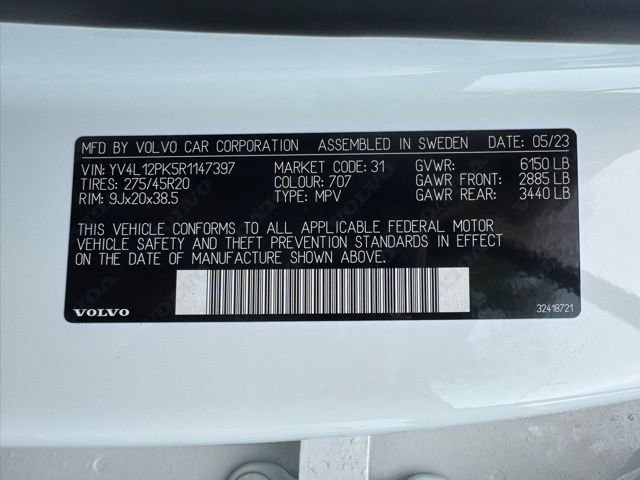 MFD BY VOLVO CAR CORPORATION ASSEMBLED IN SWEDEN DATE: 05/23
VIN: YV4L12PK5R1147397 MARKET CODE: 31 GVWR: 6150 LB
TIRES: 275/45R20 COLOUR: 707 GAWR FRONT: 2885 LB
RIM: 9Jx20x38.5 TYPE: MPV GAWR REAR: 3440 LB
THIS VEHICLE CONFORMS TO ALL APPLICABLE FEDERAL MOTOR
VEHICLE SAFETY AND THEFT PREVENTION STANDARDS IN EFFECT
ON THE DATE OF MANUFACTURE SHOWN ABOVE.
VOLVO 32418721